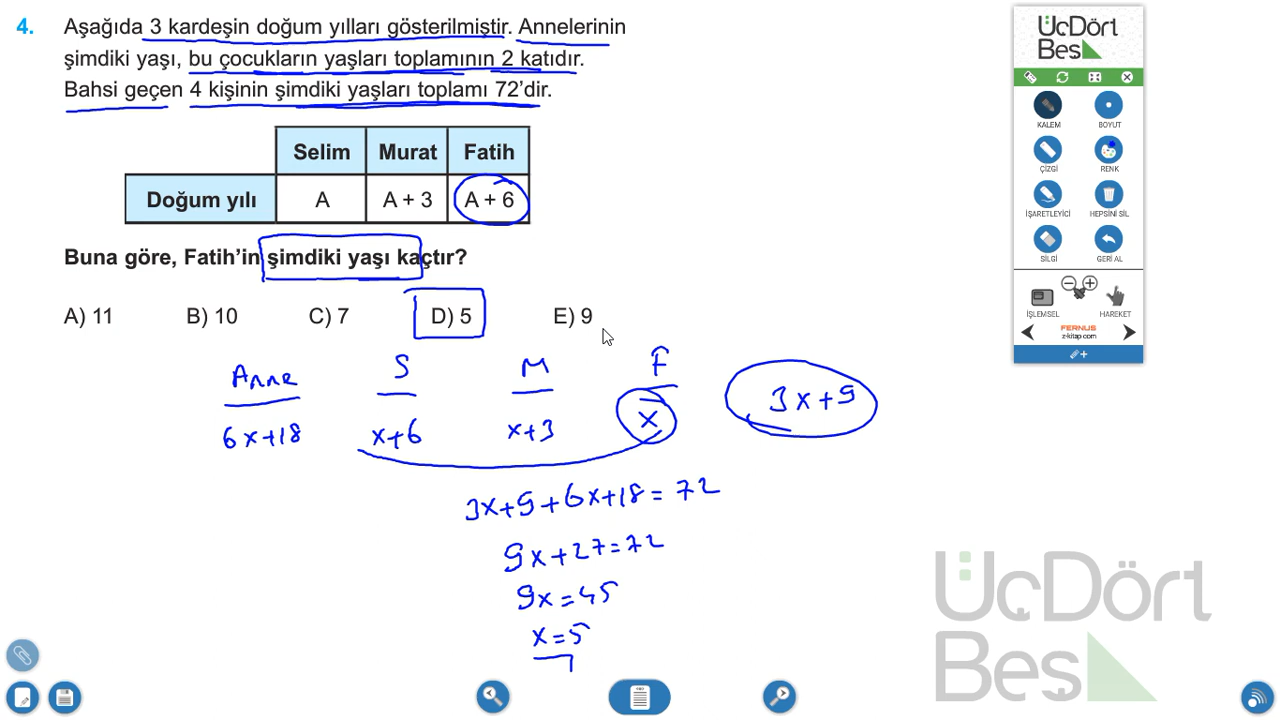 4. Aşağıda 3 kardeşin doğum yılları gösterilmiştir. Annelerinin
şimdiki yaşı, bu çocukların yaşları toplamının 2 katıdır.
Bahsi geçen 4 kişinin şimdiki yaşları toplamı 72'dir.
Selim Murat Fatih
Doğum yılı A A + 3 A + 6
Buna göre, Fatih'in şimdiki yaşı kaçtır?
A) 11 B) 10 C) 7 D) 5 E) 9
Anne S M F
6x+18 x+6 x+3 x 3x+9
3x+9+6x+18=72
9x+27=72
9x=45
x=5
ÜçDört
Beş
KALEM BOYUT
ÇİZGİ RENK
İŞARETLEYİCİ HEPSİNİ SİL
SİLGİ GERİ AL
İŞLEMSEL HAREKET
FERNUS
z-kitap.com
ÜçDört
Beş